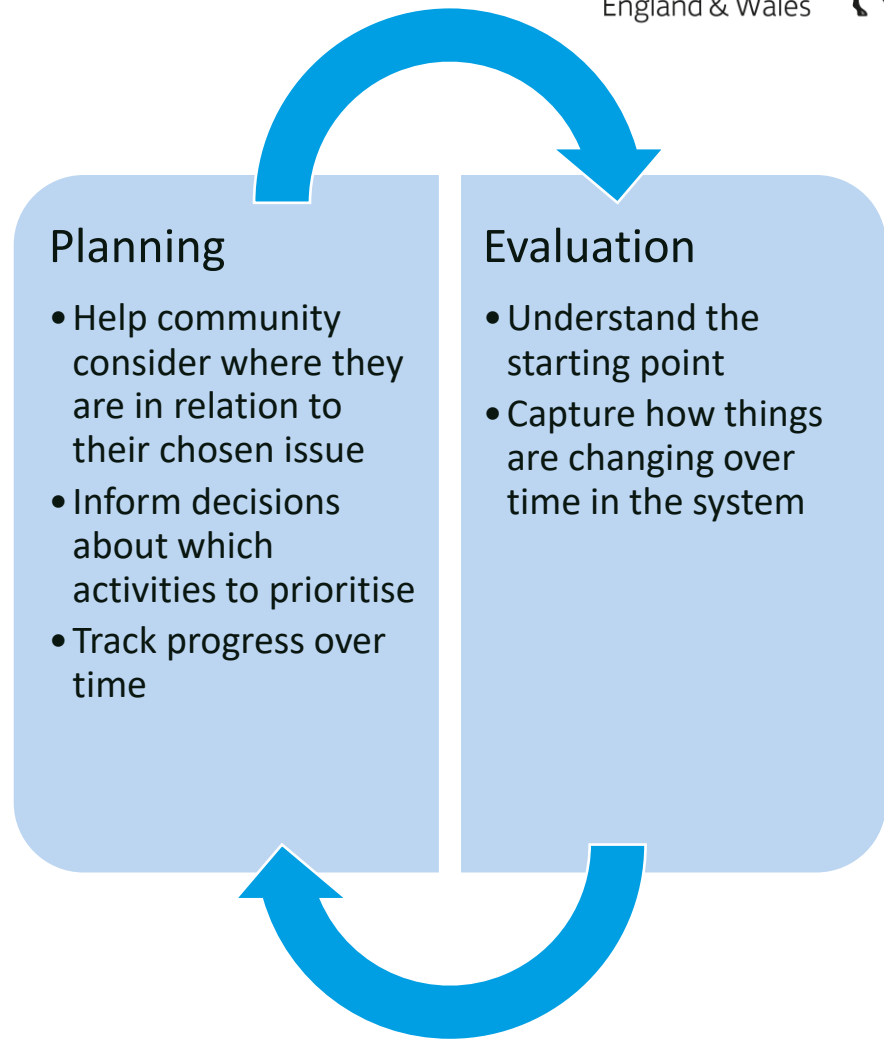 England & Wales
Planning
• Help community
consider where they
are in relation to
their chosen issue
• Inform decisions
about which
activities to prioritise
• Track progress over
time
Evaluation
• Understand the
starting point
• Capture how things
are changing over
time in the system